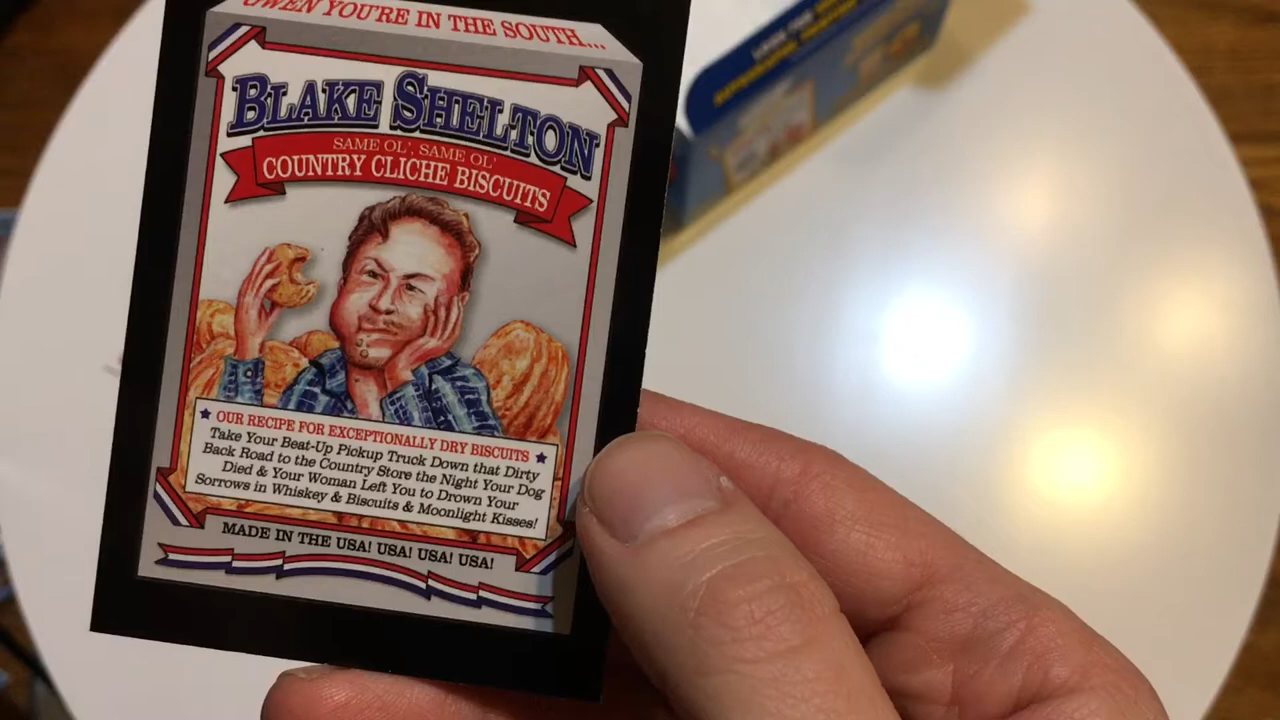 WHEN YOU'RE IN THE SOUTH...
BLAKE SHELTON
SAME OL', SAME OL'
COUNTRY CLICHE BISCUITS
OUR RECIPE FOR EXCEPTIONALLY DRY BISCUITS
Take Your Beat-Up Pickup Truck Down that Dirty
Back Road to the Country Store the Night Your Dog
Died & Your Woman Left You to Drown Your
Sorrows in Whiskey & Biscuits & Moonlight Kisses!
MADE IN THE USA! USA! USA! USA!